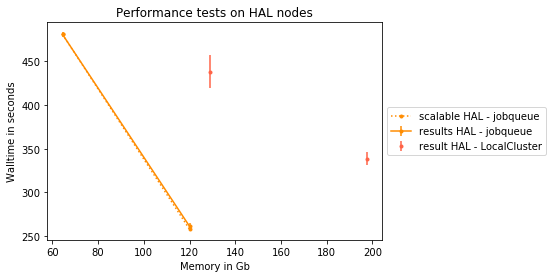 Performance tests on HAL nodes
Walltime in seconds
450
400
350
300
250
60
80
100
120
140
160
180
200
Memory in Gb
scalable HAL - jobqueue
results HAL - jobqueue
result HAL - LocalCluster